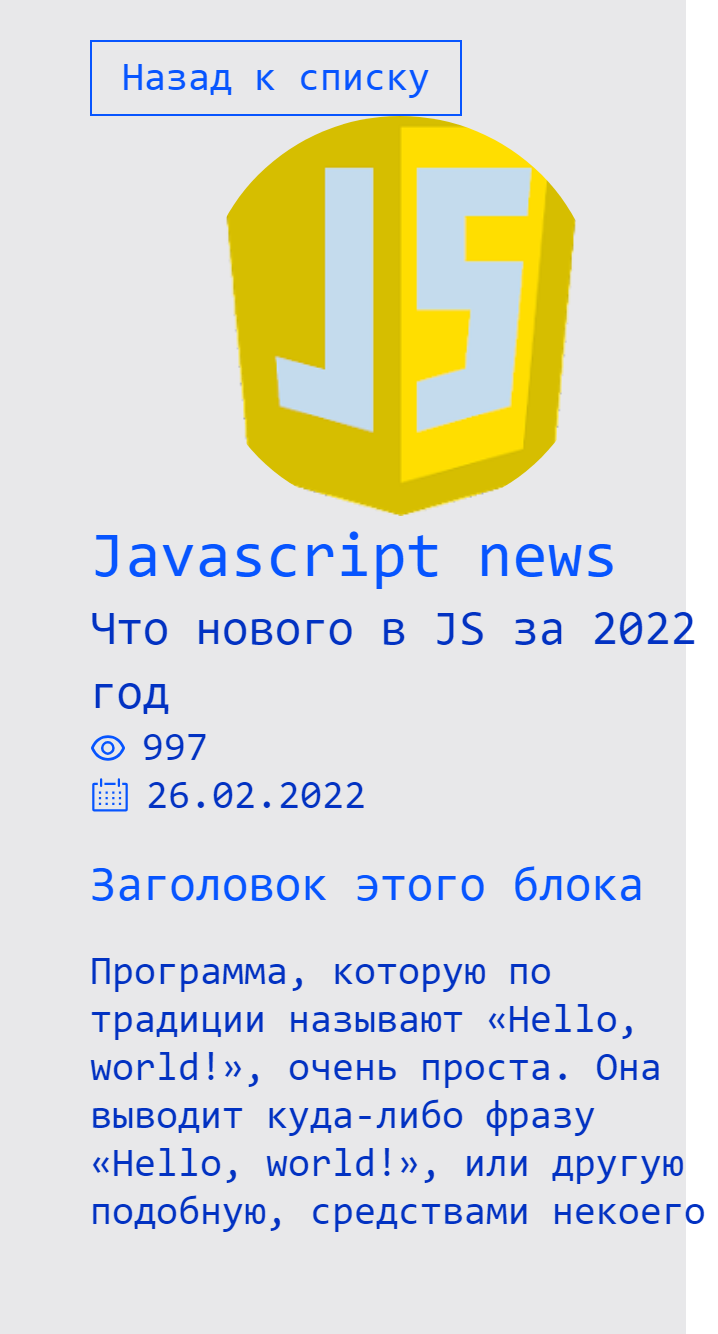 Назад к списку
JS
Javascript news
Что нового в JS за 2022
год
997
26.02.2022
Заголовок этого блока
Программа, которую по
традиции называют «Hello,
world!», очень проста. Она
выводит куда-либо фразу
«Hello, world!», или другую
подобную, средствами некоего